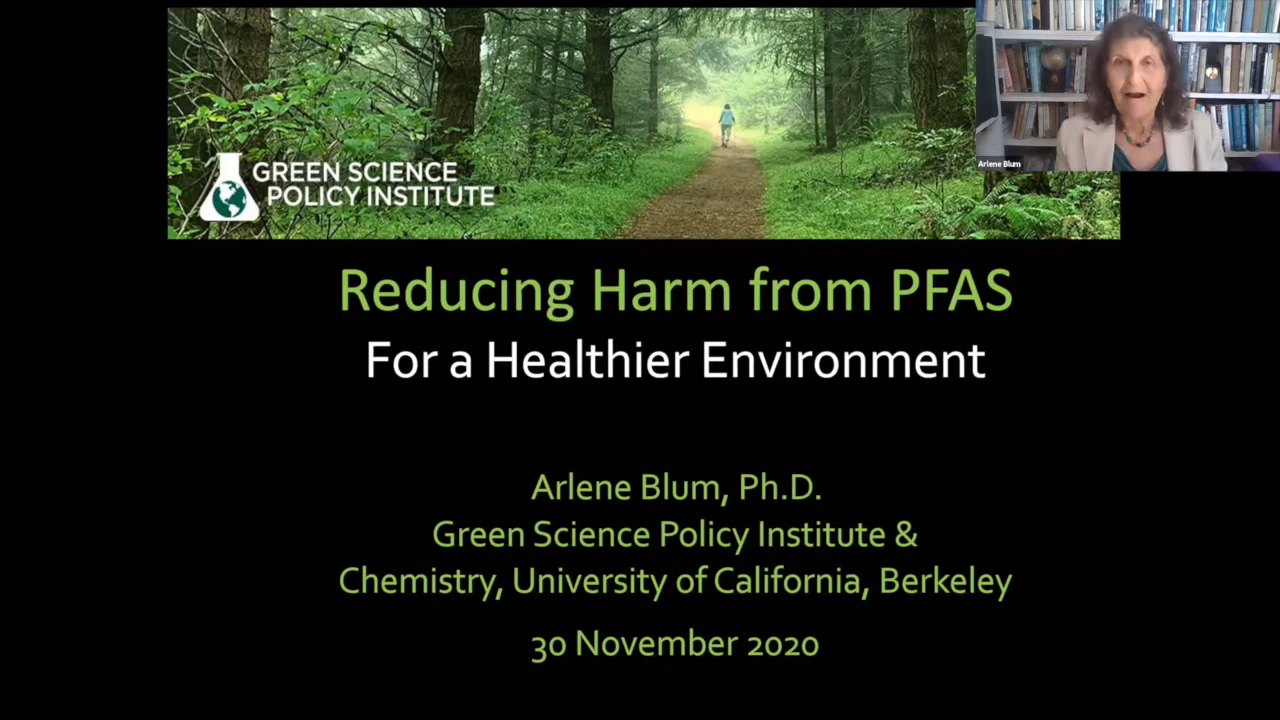 Arlene Blum
GREEN SCIENCE
POLICY INSTITUTE
Reducing Harm from PFAS
For a Healthier Environment
Arlene Blum, Ph.D.
Green Science Policy Institute &
Chemistry, University of California, Berkeley
30 November 2020